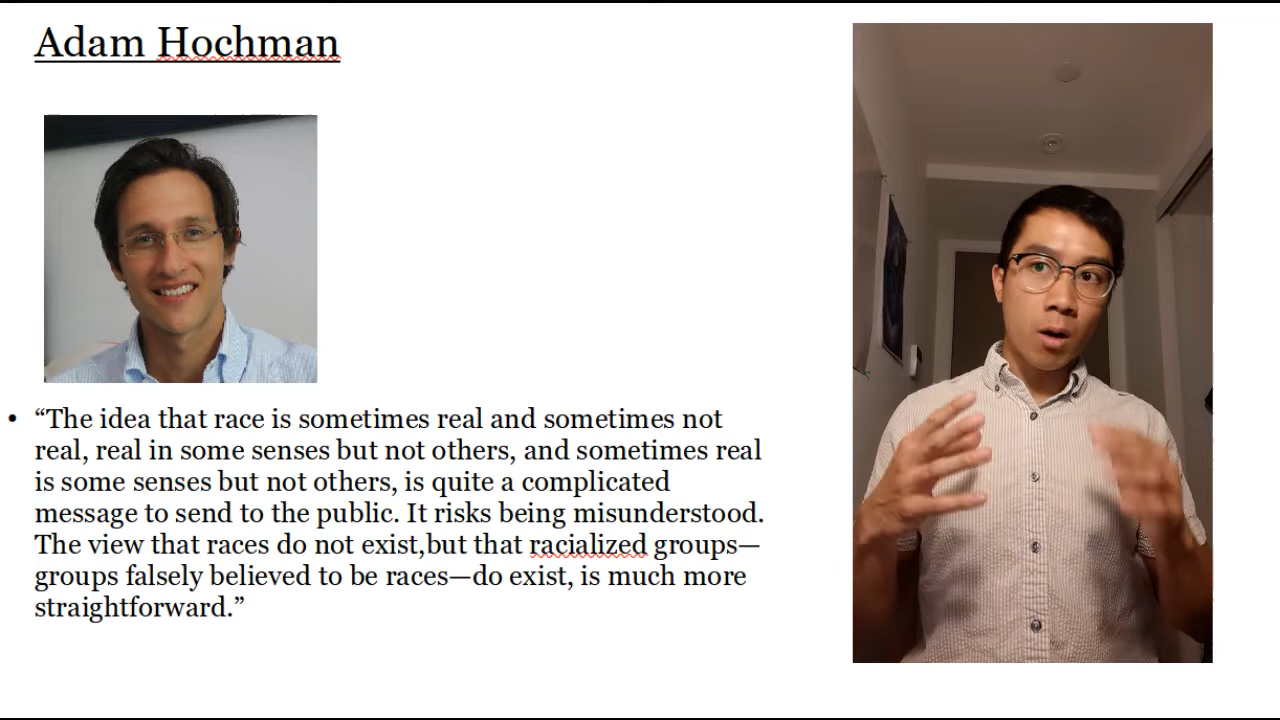 Adam Hochman
• “The idea that race is sometimes real and sometimes not
real, real in some senses but not others, and sometimes real
is some senses but not others, is quite a complicated
message to send to the public. It risks being misunderstood.
The view that races do not exist,but that racialized groups—
groups falsely believed to be races—do exist, is much more
straightforward.”